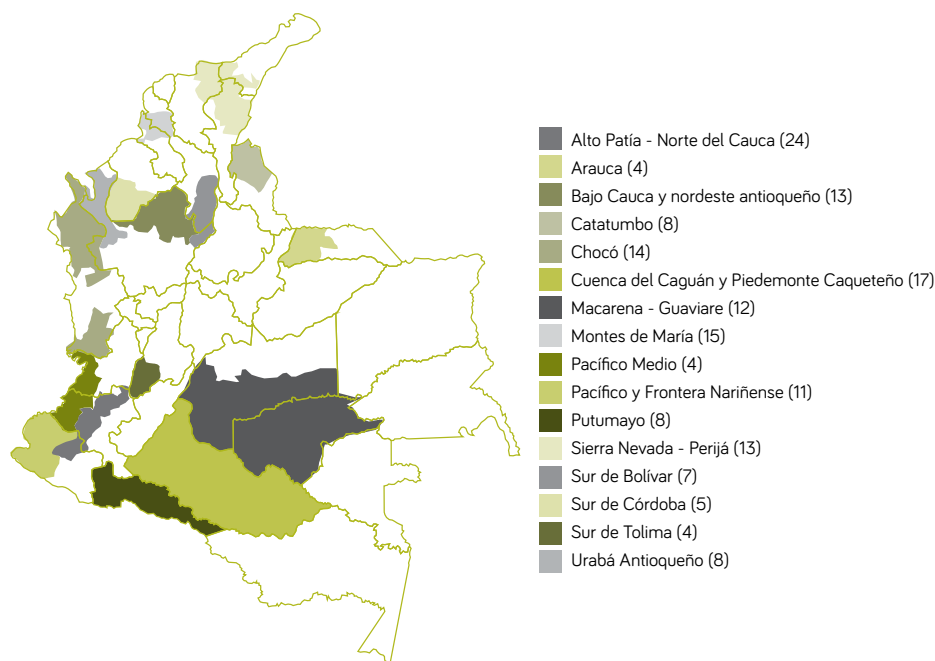 Alto Patía - Norte del Cauca (24)
Arauca (4)
Bajo Cauca y nordeste antioqueño (13)
Catatumbo (8)
Chocó (14)
Cuenca del Caguán y Piedemonte Caqueteño (17)
Macarena - Guaviare (12)
Montes de María (15)
Pacífico Medio (4)
Pacífico y Frontera Nariñense (11)
Putumayo (8)
Sierra Nevada - Perijá (13)
Sur de Bolívar (7)
Sur de Córdoba (5)
Sur de Tolima (4)
Urabá Antioqueño (8)